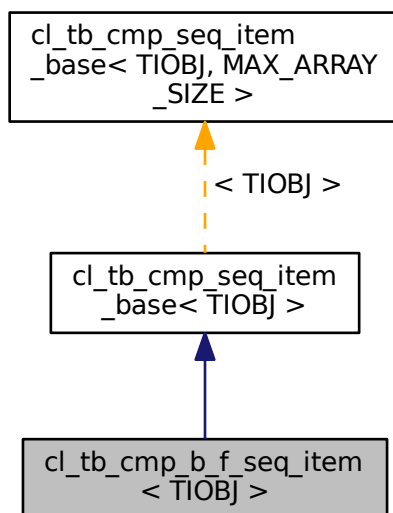 cl_tb_cmp_seq_item
_base< TIOBJ, MAX_ARRAY
_SIZE >
< TIOBJ >
cl_tb_cmp_seq_item
_base< TIOBJ >
cl_tb_cmp_b_f_seq_item
< TIOBJ >